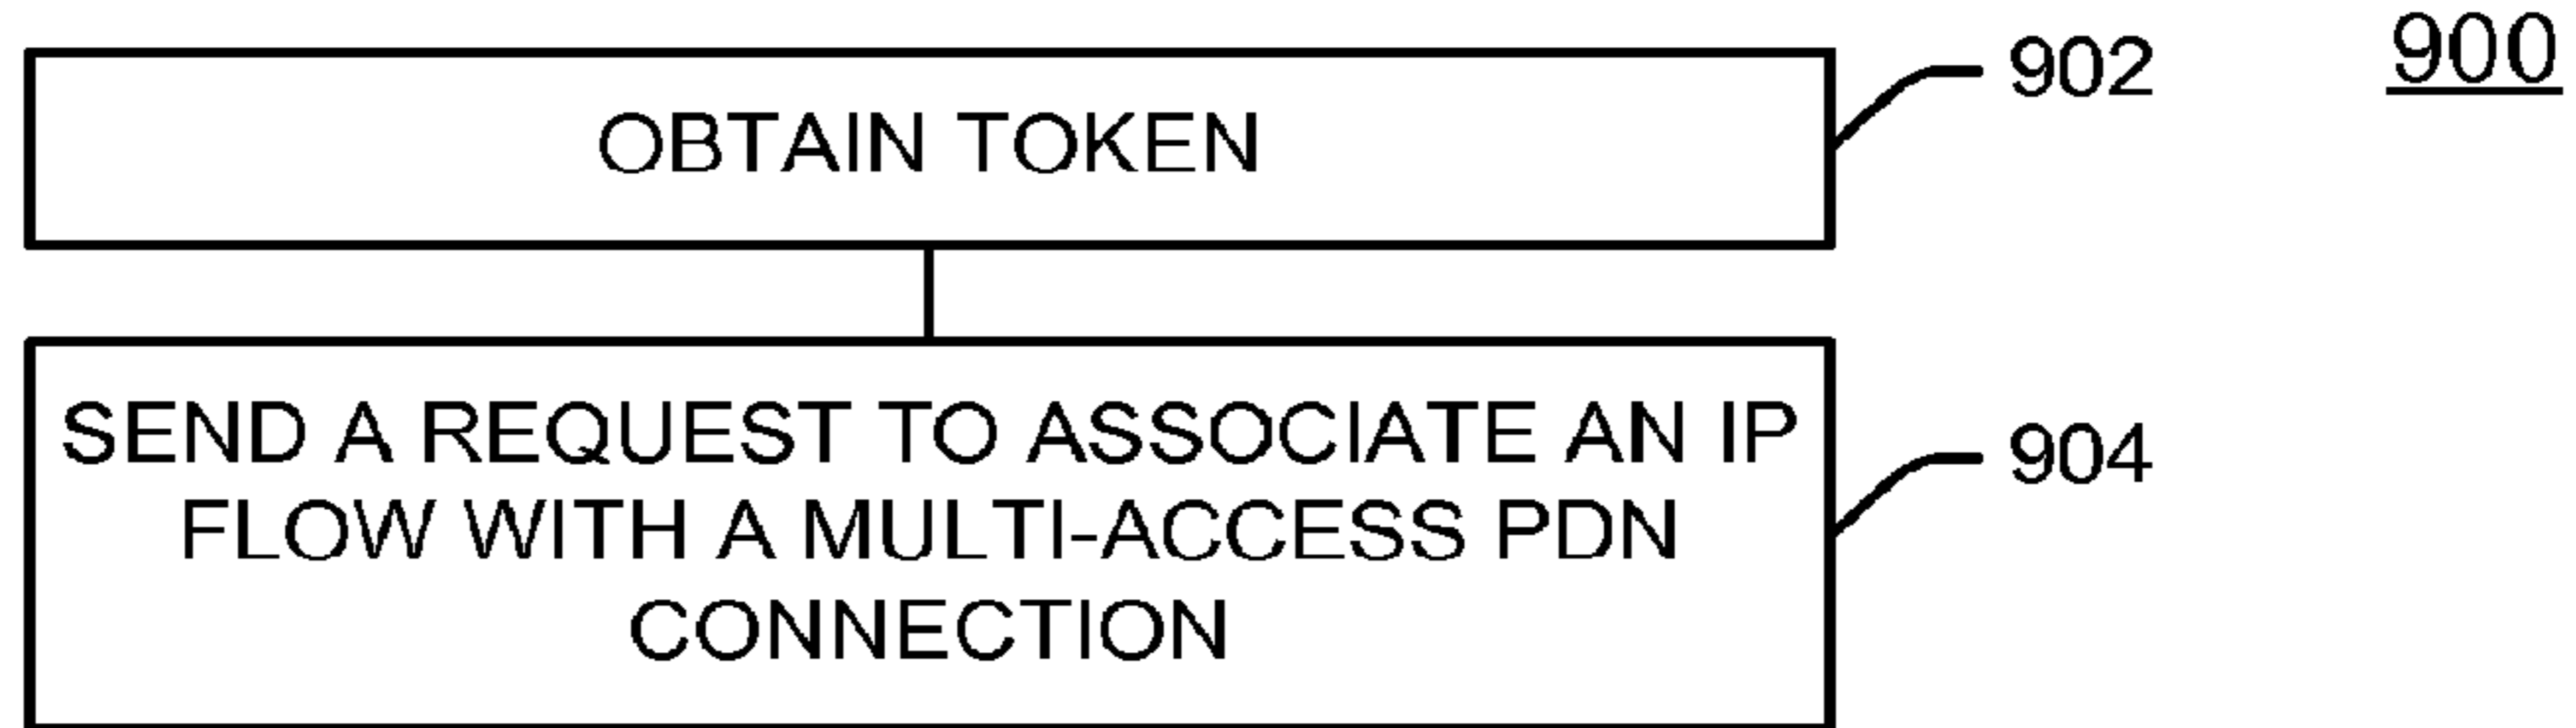 900
OBTAIN TOKEN
902
SEND A REQUEST TO ASSOCIATE AN IP
FLOW WITH A MULTI-ACCESS PDN
CONNECTION
904